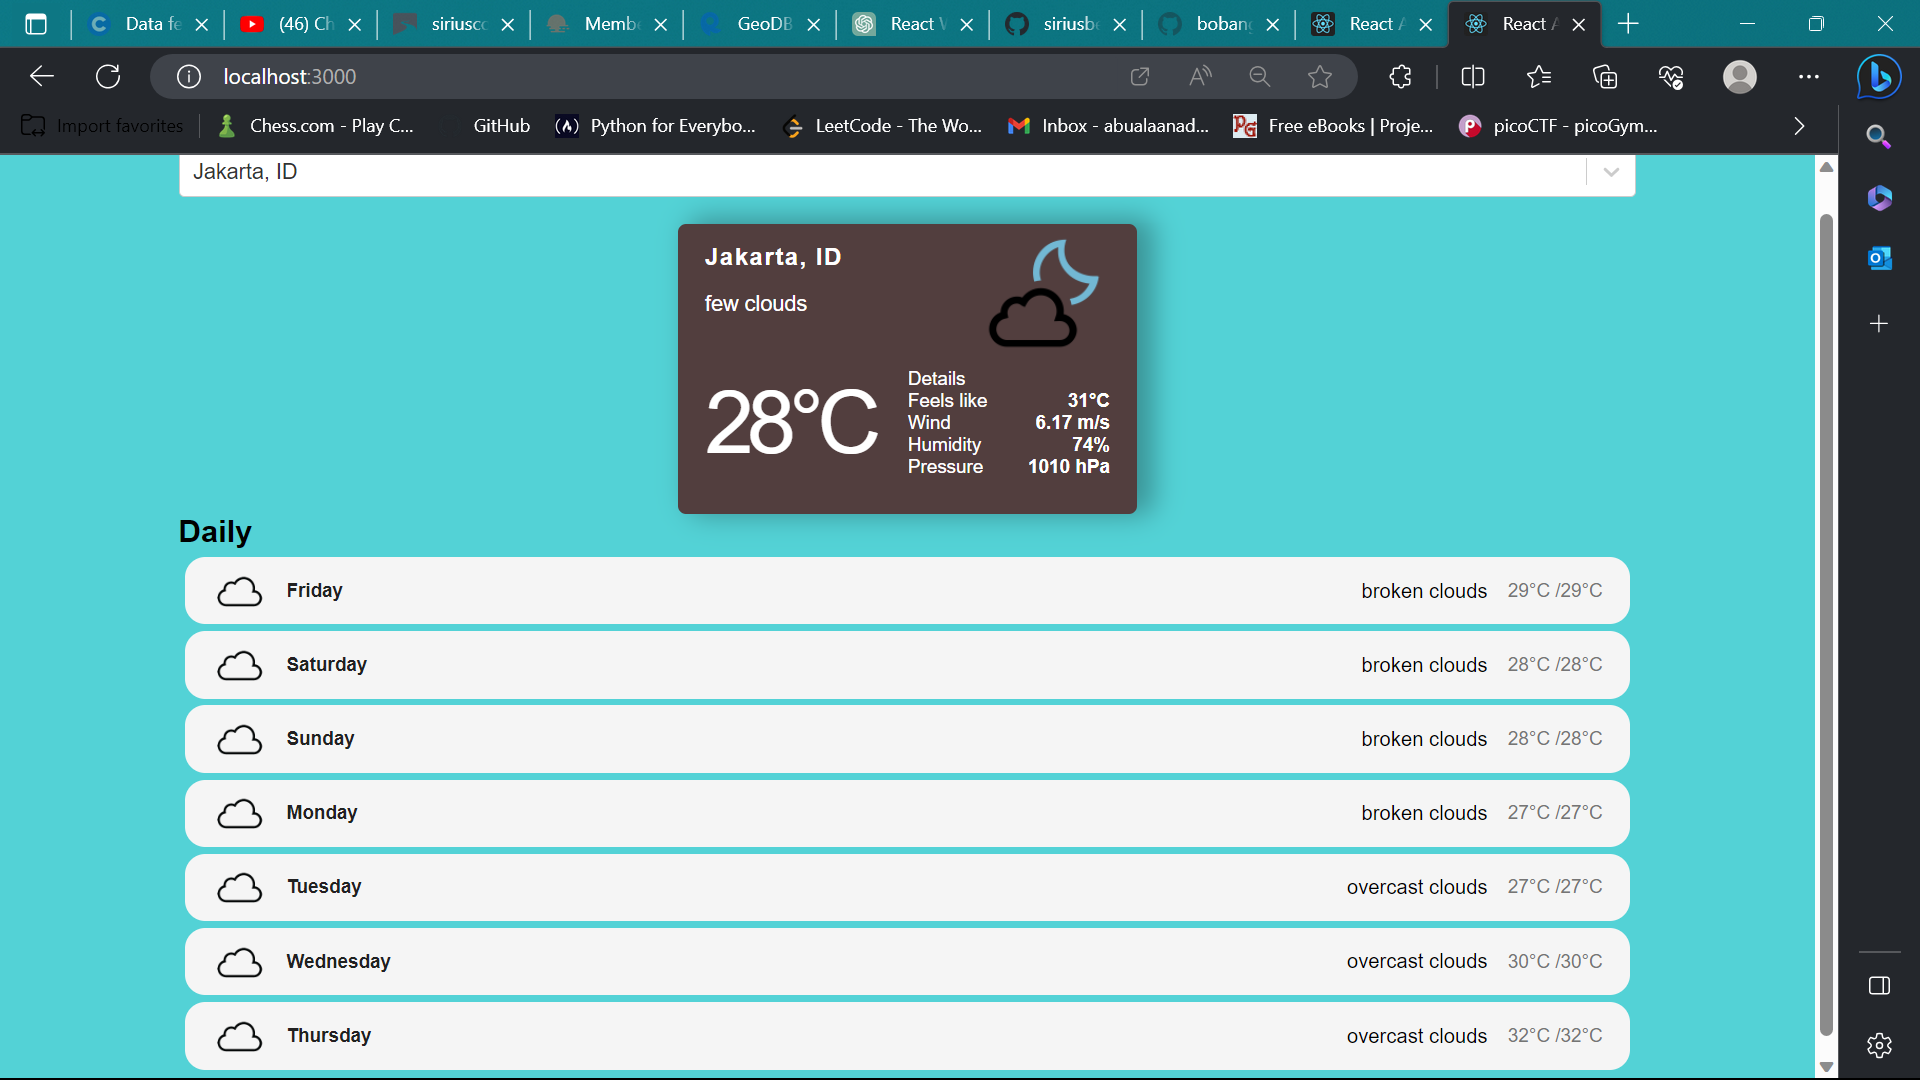 Data fe
(46) Ch
siriusco
Membe
GeoDB
React W
siriusbe
bobang
React A
React A
localhost:3000
Import favorites
Chess.com - Play C...
GitHub
Python for Everybo...
LeetCode - The Wo...
Inbox - abualaanad...
Free eBooks | Proje...
picoCTF - picoGym...
Jakarta, ID
Jakarta, ID
few clouds
28°C
Details
Feels like 31°C
Wind 6.17 m/s
Humidity 74%
Pressure 1010 hPa
Daily
Friday broken clouds 29°C /29°C
Saturday broken clouds 28°C /28°C
Sunday broken clouds 28°C /28°C
Monday broken clouds 27°C /27°C
Tuesday overcast clouds 27°C /27°C
Wednesday overcast clouds 30°C /30°C
Thursday overcast clouds 32°C /32°C